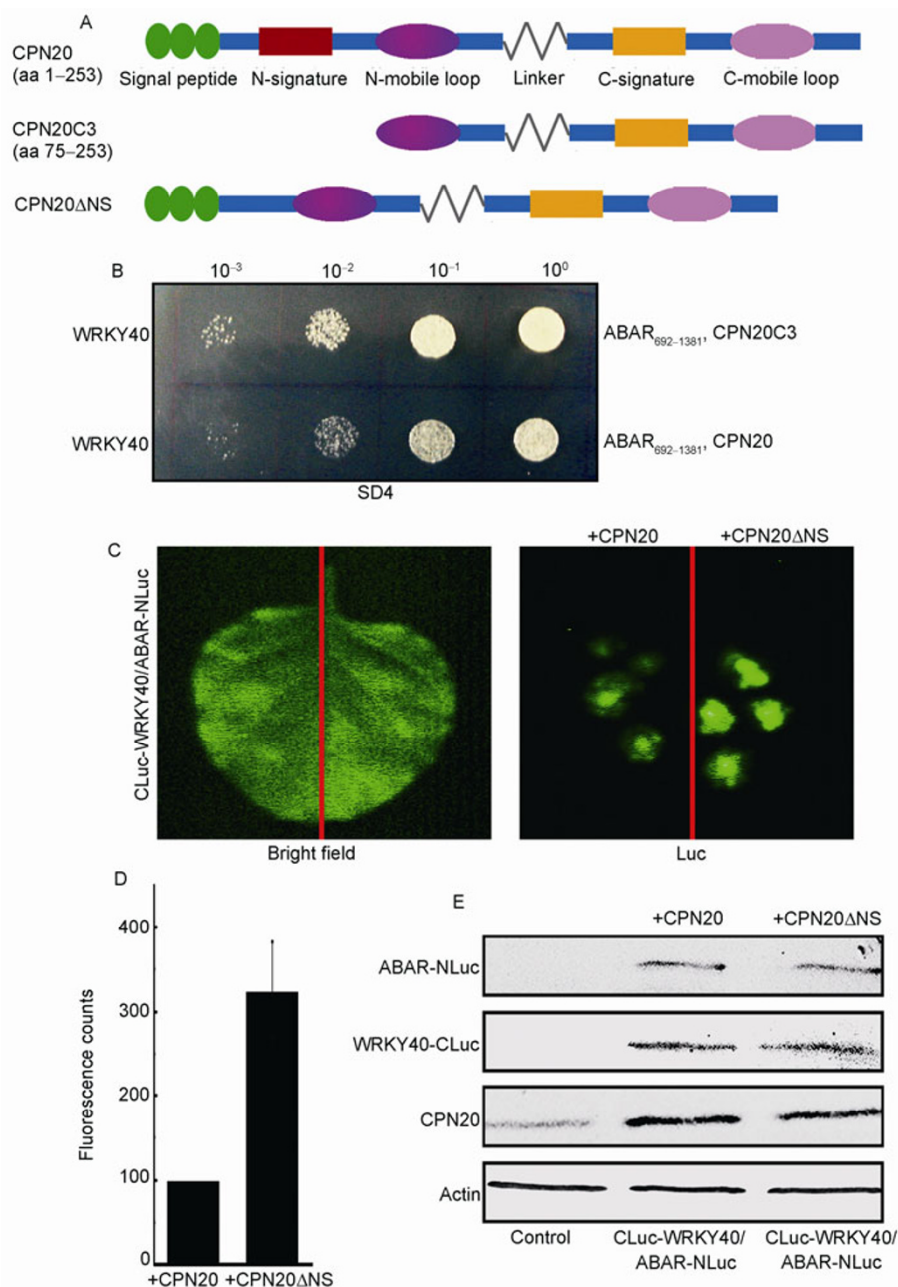 A
CPN20
(aa 1–253)
Signal peptide N-signature N-mobile loop Linker C-signature C-mobile loop
CPN20C3
(aa 75–253)
CPN20ΔNS
B
10⁻³ 10⁻² 10⁻¹ 10⁰
WRKY40 ABAR₆₉₂₋₁₃₈₁, CPN20C3
WRKY40 ABAR₆₉₂₋₁₃₈₁, CPN20
SD4
C
+CPN20 +CPN20ΔNS
CLuc-WRKY40/ABAR-NLuc
Bright field Luc
D
Fluorescence counts
400
300
200
100
0
+CPN20 +CPN20ΔNS
E
+CPN20 +CPN20ΔNS
ABAR-NLuc
WRKY40-CLuc
CPN20
Actin
Control CLuc-WRKY40/ CLuc-WRKY40/
ABAR-NLuc ABAR-NLuc